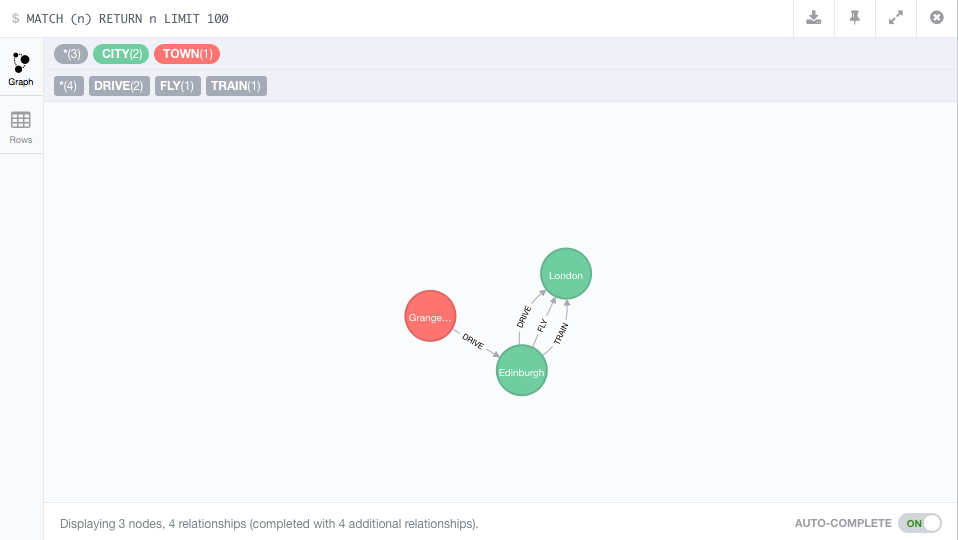 $ MATCH (n) RETURN n LIMIT 100
*(3) CITY(2) TOWN(1)
Graph
*(4) DRIVE(2) FLY(1) TRAIN(1)
Rows
London
Grange...
DRIVE
FLY
TRAIN
DRIVE
Edinburgh
Displaying 3 nodes, 4 relationships (completed with 4 additional relationships).
AUTO-COMPLETE ON